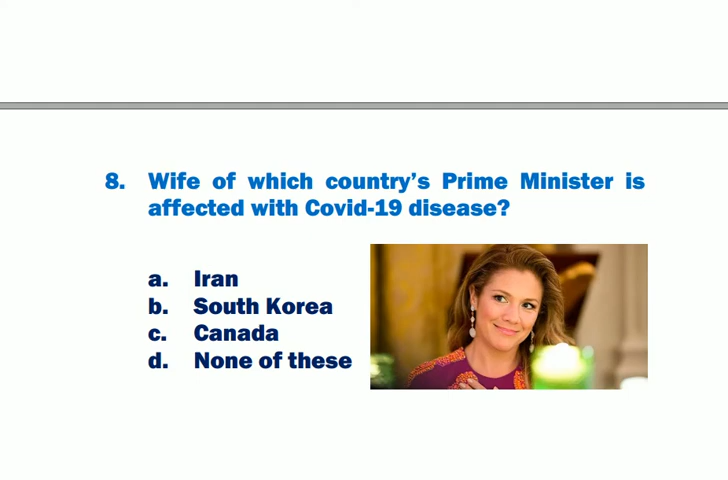 8. Wife of which country’s Prime Minister is
affected with Covid-19 disease?
a. Iran
b. South Korea
c. Canada
d. None of these